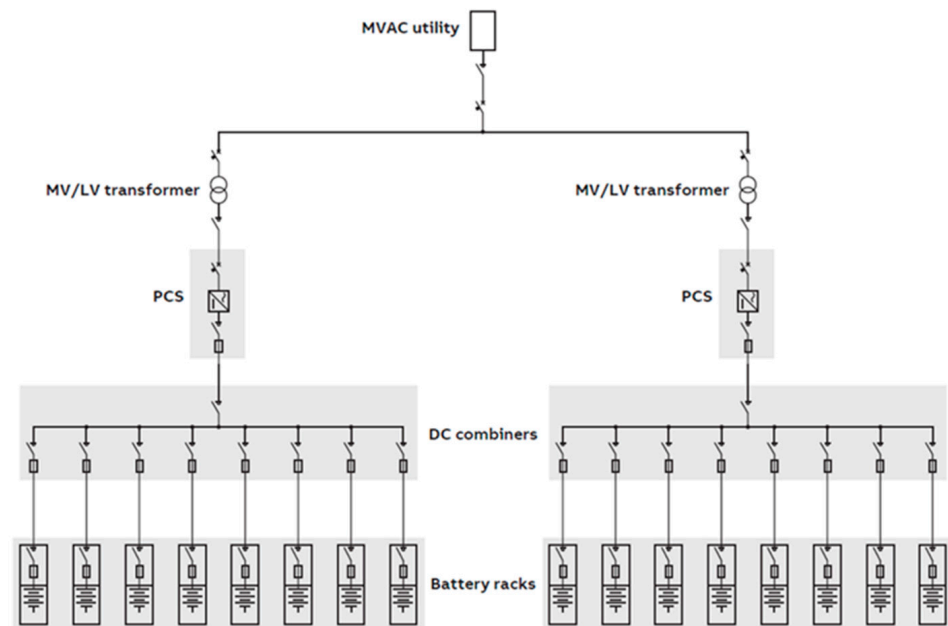 MVAC utility
MV/LV transformer
MV/LV transformer
PCS
PCS
DC combiners
Battery racks